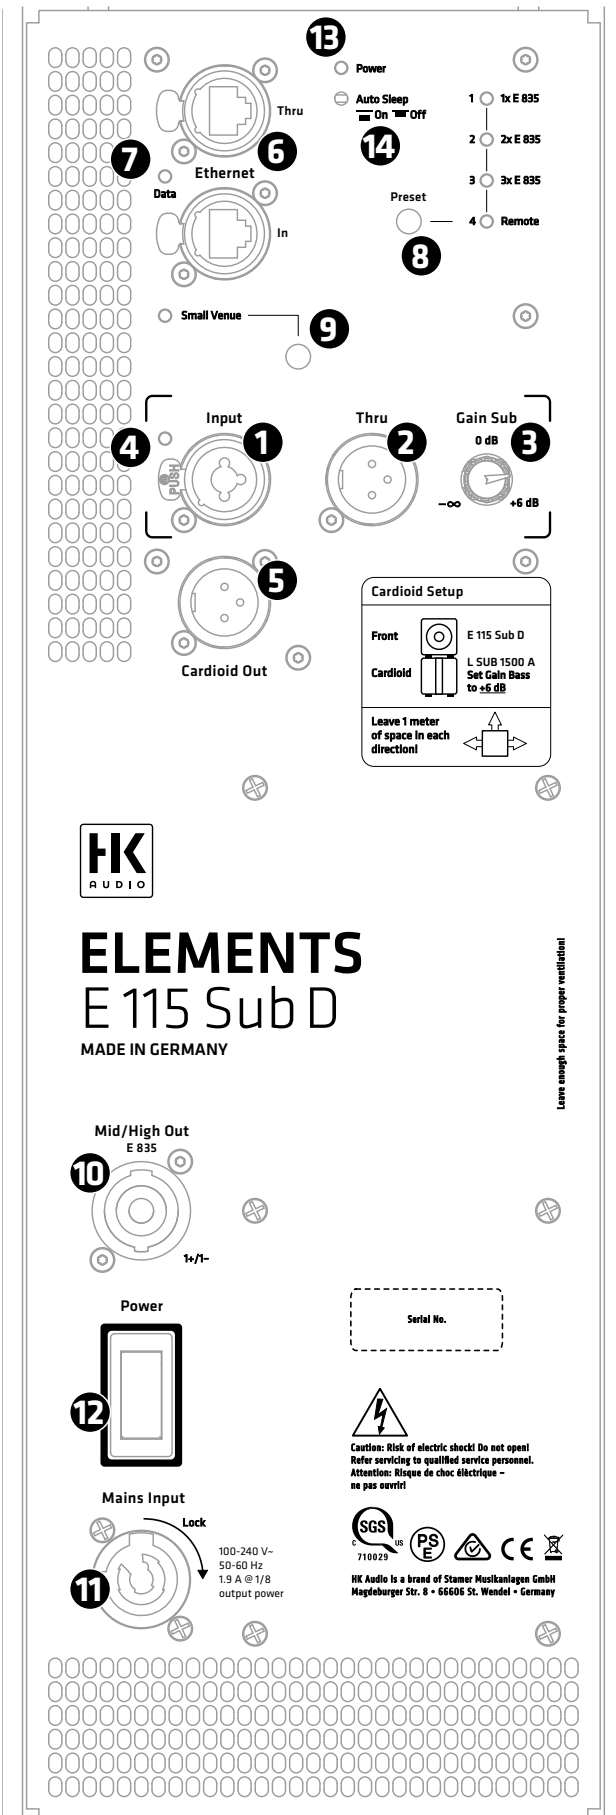 13
Power
Auto Sleep
On Off
14
1 1x E 835
2 2x E 835
3 3x E 835
4 Remote
Preset
8
Thru
6
Ethernet
7
Data
In
Small Venue
9
Input
1
4
PUSH
Thru
2
Gain Sub
0 dB
3
-∞
+6 dB
5
Cardioid Out
Cardioid Setup
Front
E 115 Sub D
Cardioid
L SUB 1500 A
Set Gain Bass
to +6 dB
Leave 1 meter
of space in each
direction!
HK
AUDIO
ELEMENTS
E 115 Sub D
MADE IN GERMANY
Leave enough space for proper ventilation!
Mid/High Out
E 835
10
1+/1–
Power
12
Serial No.
Caution: Risk of electric shock! Do not open!
Refer servicing to qualified service personnel.
Attention: Risque de choc élèctrique –
ne pas ouvrir!
Mains Input
Lock
11
100-240 V~
50-60 Hz
1.9 A @ 1/8
output power
SGS
C US
710029
PS
E
CE
HK Audio is a brand of Stamer Musikanlagen GmbH
Magdeburger Str. 8 • 66606 St. Wendel • Germany